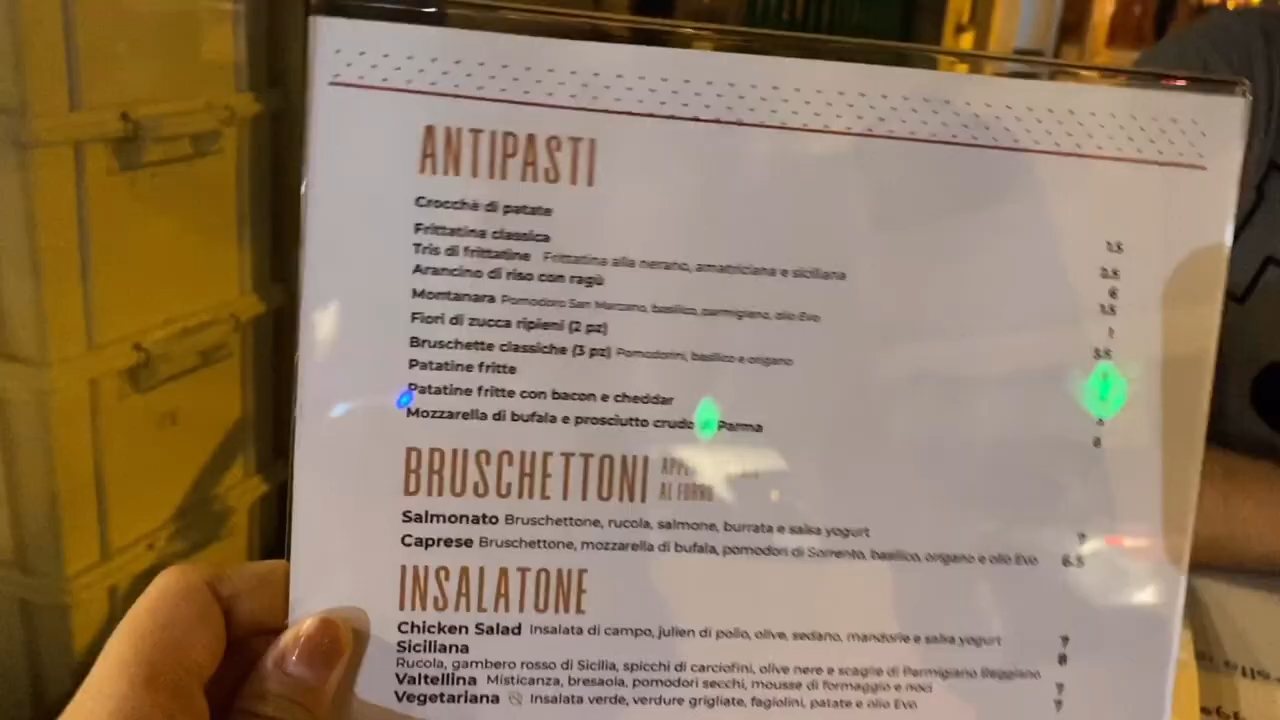 ANTIPASTI
Crocchè di patate
Frittatina classica 1.5
Tris di frittatine Frittatina alla nerano, amatriciana e siciliana 2.5
Arancino di riso con ragù 6
Montanara Pomodoro San Marzano, basilico, parmigiano, olio Evo 1.5
Fiori di zucca ripieni (2 pz)
Bruschette classiche (3 pz) Pomodorini, basilico e origano 3.5
Patatine fritte
Patatine fritte con bacon e cheddar
Mozzarella di bufala e prosciutto crudo Parma
BRUSCHETTONI
AL FORNO
Salmonato Bruschettone, rucola, salmone, burrata e salsa yogurt 7
Caprese Bruschettone, mozzarella di bufala, pomodori di Sorrento, basilico, origano e olio Evo 6.5
INSALATONE
Chicken Salad Insalata di campo, julien di pollo, olive, sedano, mandorle e salsa yogurt 7
Siciliana 8
Rucola, gambero rosso di Sicilia, spicchi di carciofini, olive nere e scaglie di Parmigiano Reggiano
Valtellina Misticanza, bresaola, pomodori secchi, mousse di formaggio e noci 7
Vegetariana Insalata verde, verdure grigliate, fagiolini, patate e olio Evo 7